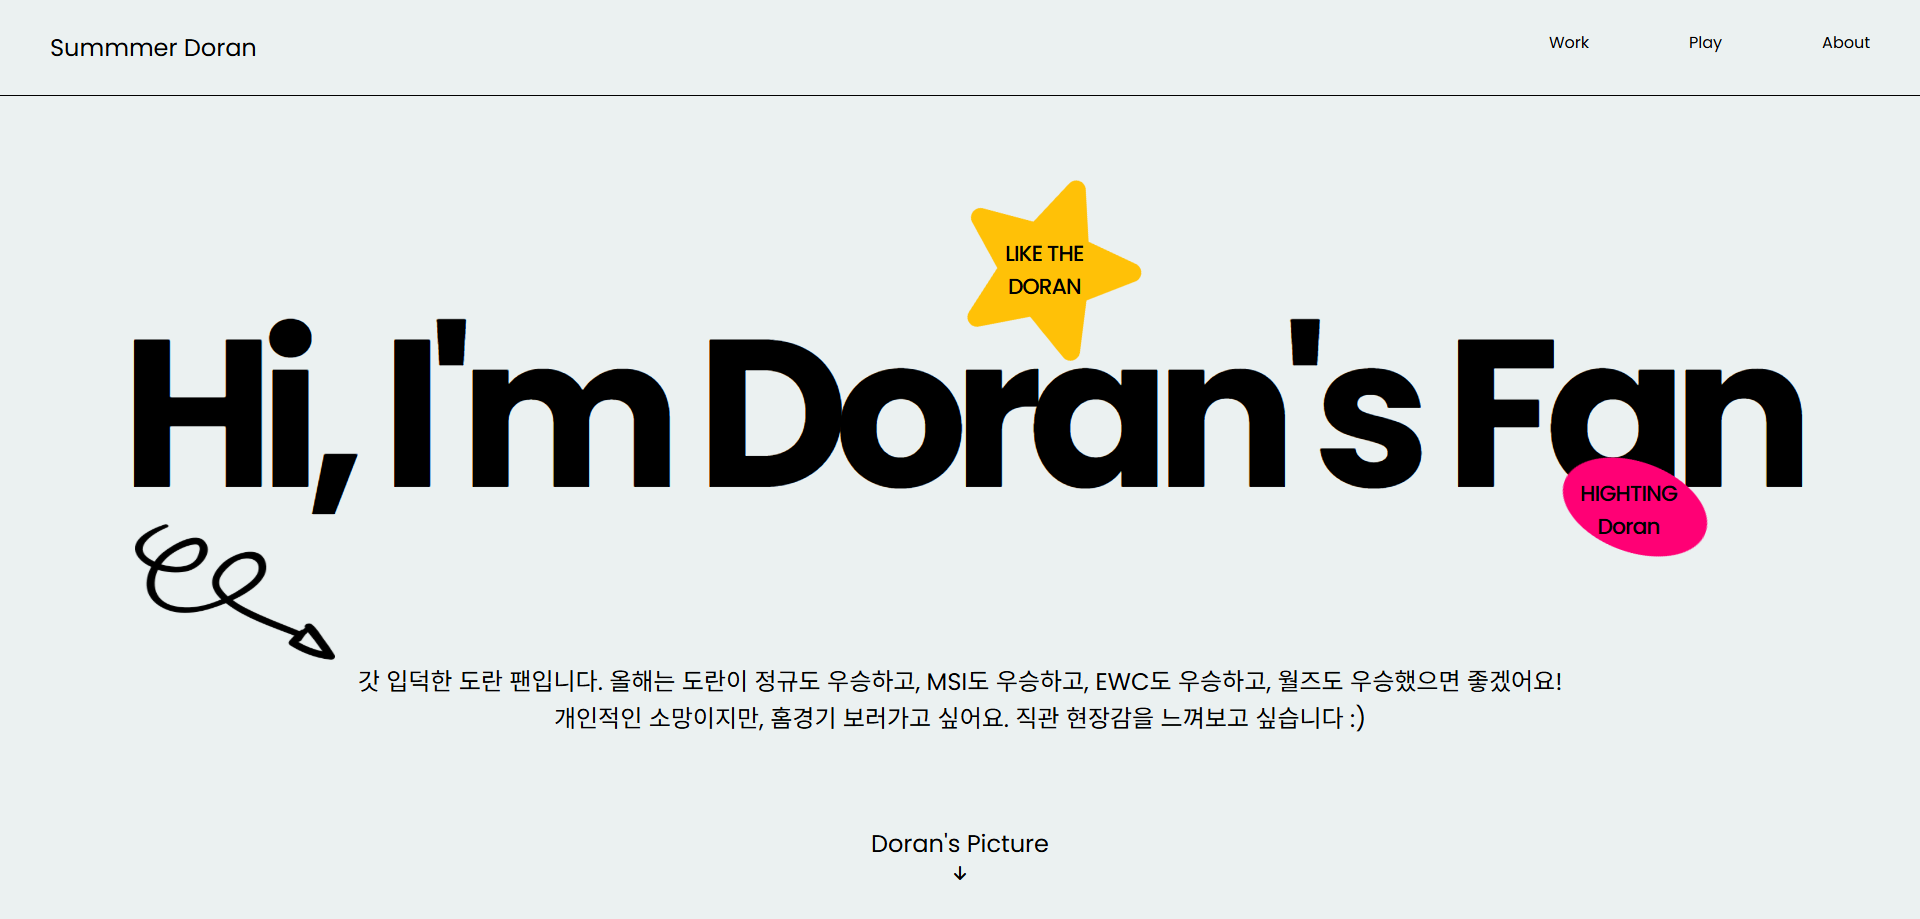 Summmer Doran
Work
Play
About
LIKE THE
DORAN
Hi, I'm Doran's Fan
HIGHTING
Doran
갓 입덕한 도란 팬입니다. 올해는 도란이 정규도 우승하고, MSI도 우승하고, EWC도 우승하고, 월즈도 우승했으면 좋겠어요!
개인적인 소망이지만, 홈경기 보러가고 싶어요. 직관 현장감을 느껴보고 싶습니다 :)
Doran's Picture
↓